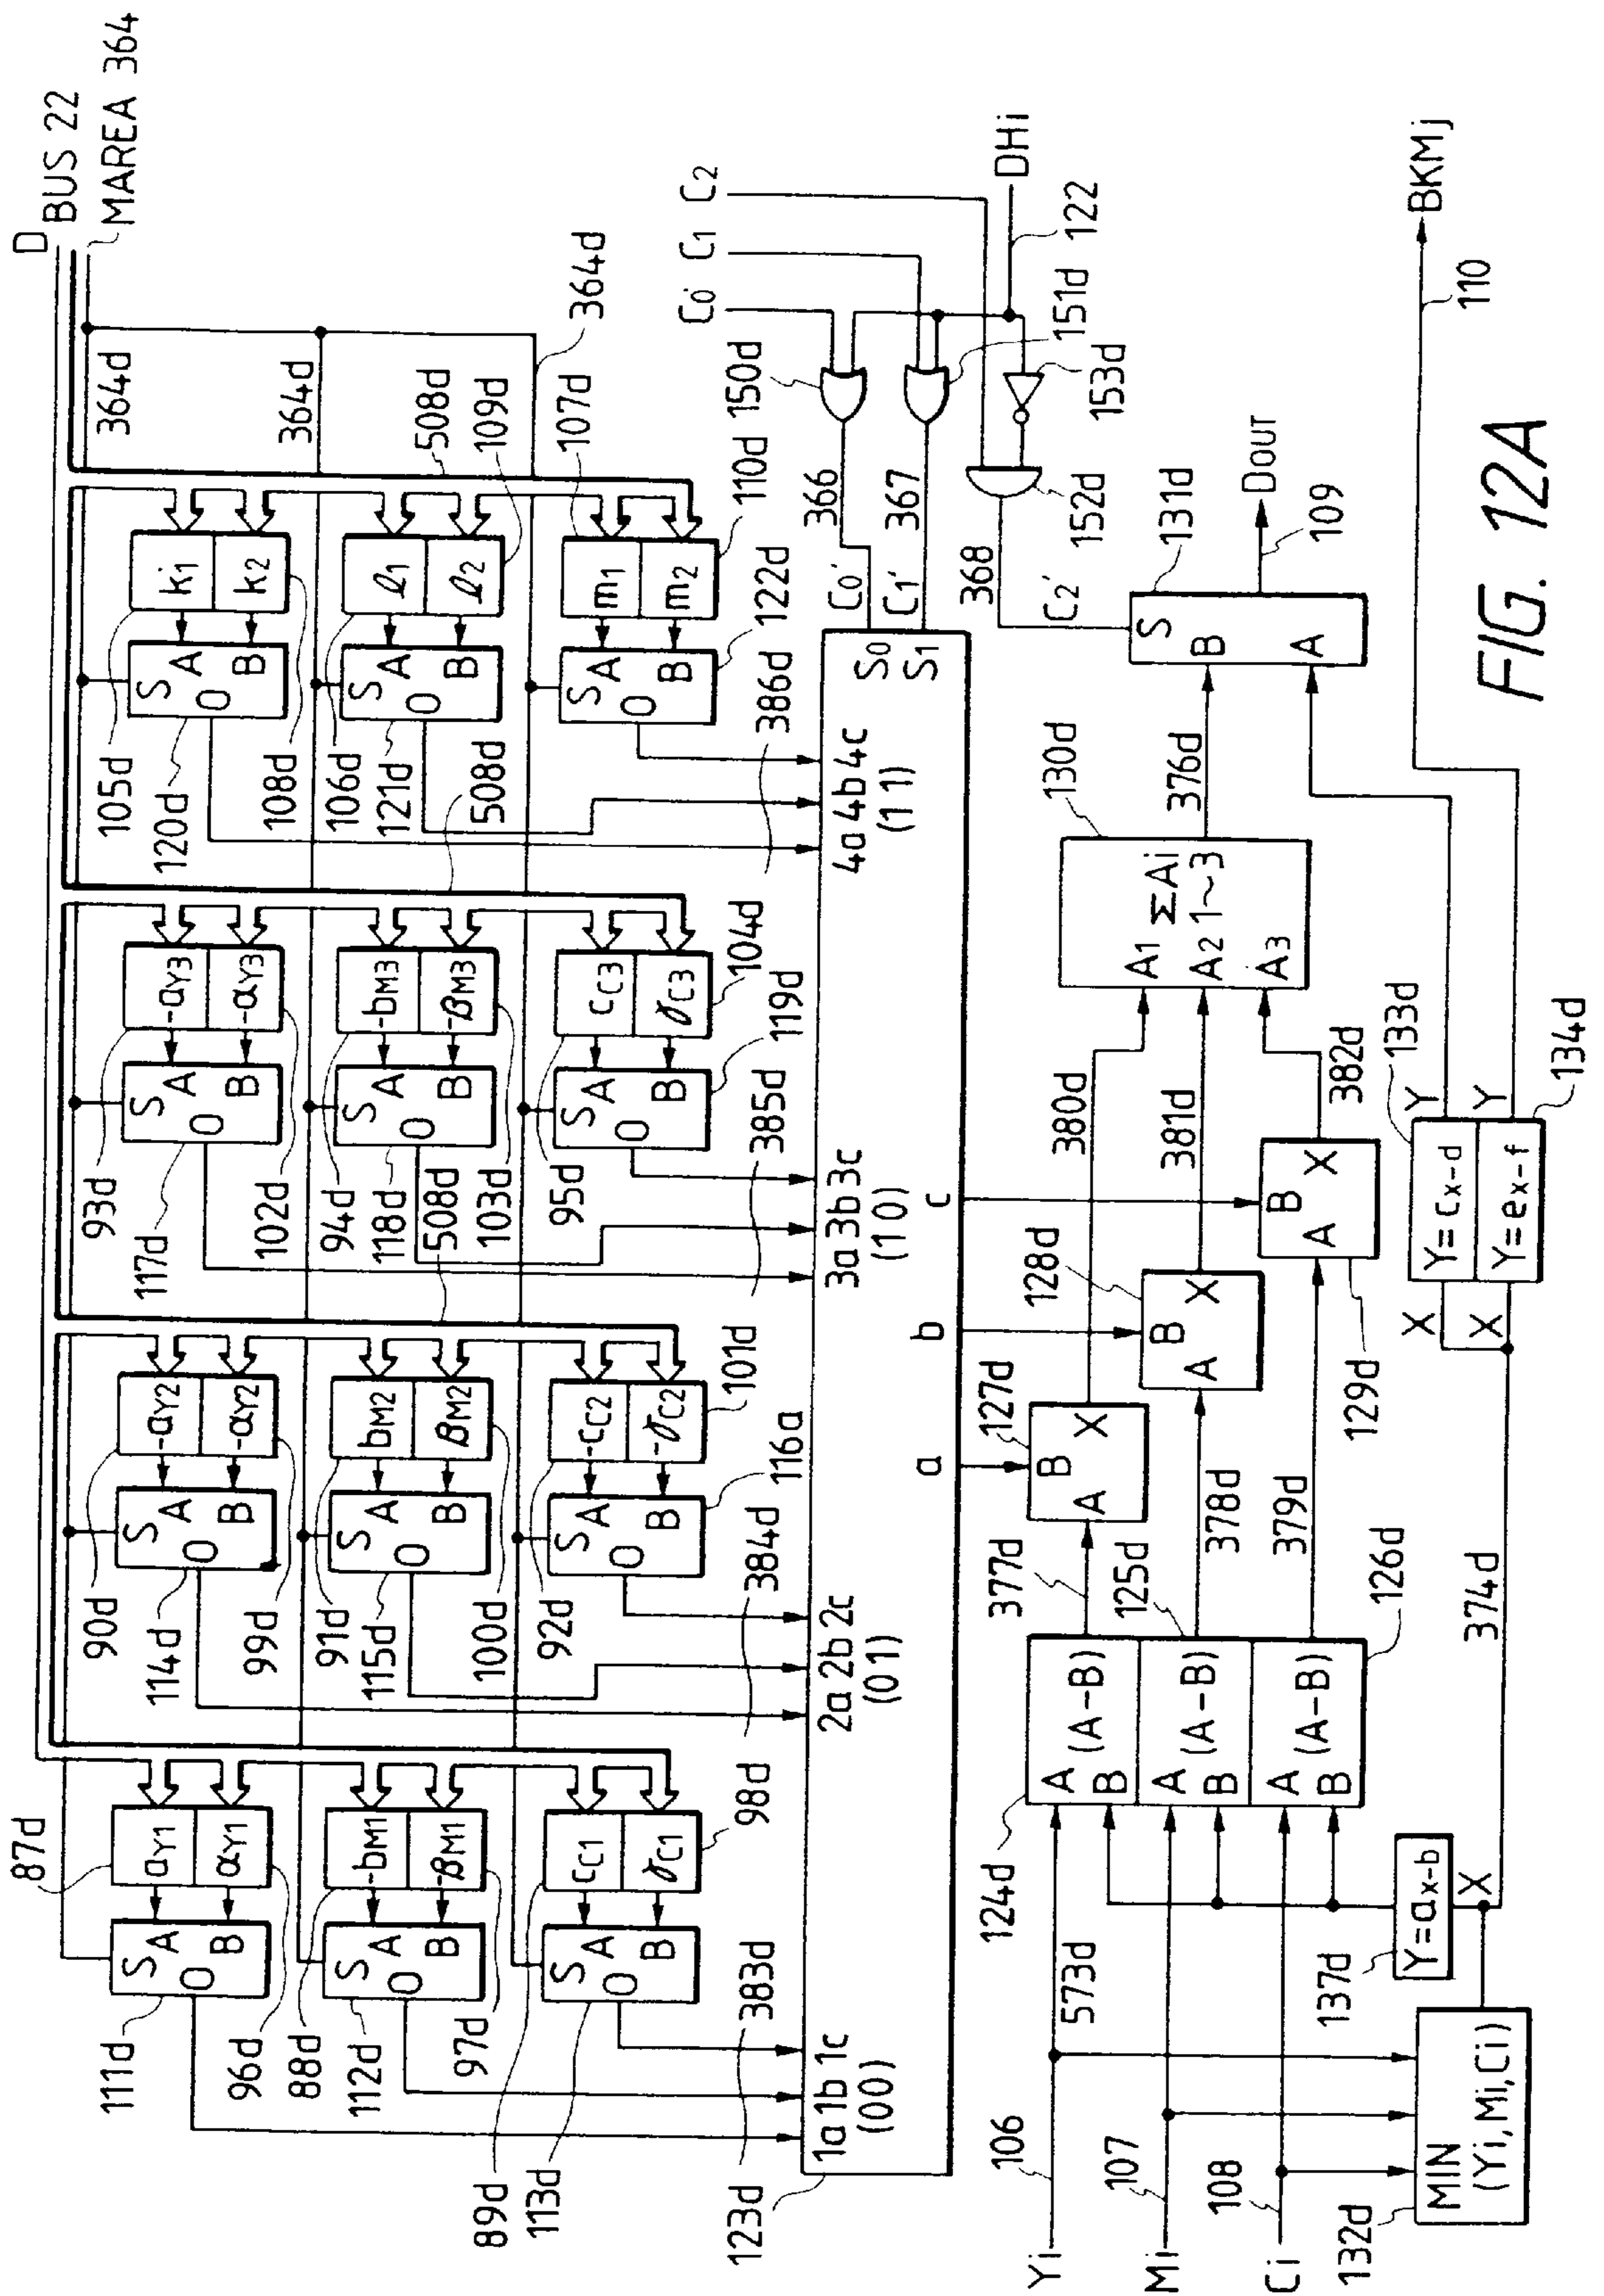 D BUS 22
MAREA 364
364d
364d
364d
508d
508d
508d
87d
aY1
αY1
S
A
B
O
111d
96d
88d
-bM1
-βM1
S
A
B
O
112d
97d
89d
cC1
γC1
98d
S
A
B
O
113d
383d
90d
-aY2
-αY2
S
A
B
O
114d
99d
91d
bM2
βM2
S
A
B
O
115d
100d
92d
-cC2
-γC2
101d
S
A
B
O
116a
384d
93d
-aY3
-αY3
S
A
B
O
117d
102d
94d
-bM3
-βM3
S
A
B
O
118d
103d
95d
cC3
γC3
104d
S
A
B
O
119d
385d
105d
k1
k2
S
A
B
O
120d
108d
106d
ℓ1
ℓ2
109d
S
A
B
O
121d
107d
m1
m2
110d
S
A
B
O
122d
386d
1a 1b 1c
(00)
2a 2b 2c
(01)
3a 3b 3c
(10)
4a 4b 4c
(11)
S0
S1
123d
a
b
c
C0
C1
C2
DHi
122
150d
151d
153d
152d
366
367
368
C0'
C1'
C2'
Yi
106
Mi
107
Ci
108
573d
124d
A
B
(A-B)
A
B
(A-B)
A
B
(A-B)
125d
126d
377d
378d
379d
127d
B
A
X
128d
B
A
X
129d
B
A
X
380d
381d
382d
130d
A1
A2
A3
ΣAi
1~3
376d
131d
S
B
A
DOUT
109
132d
MIN
(Yi,Mi,Ci)
137d
Y=ax-b
X
374d
X
X
Y=cx-d
Y=ex-f
Y
Y
133d
134d
110
BKMj
FIG. 12A